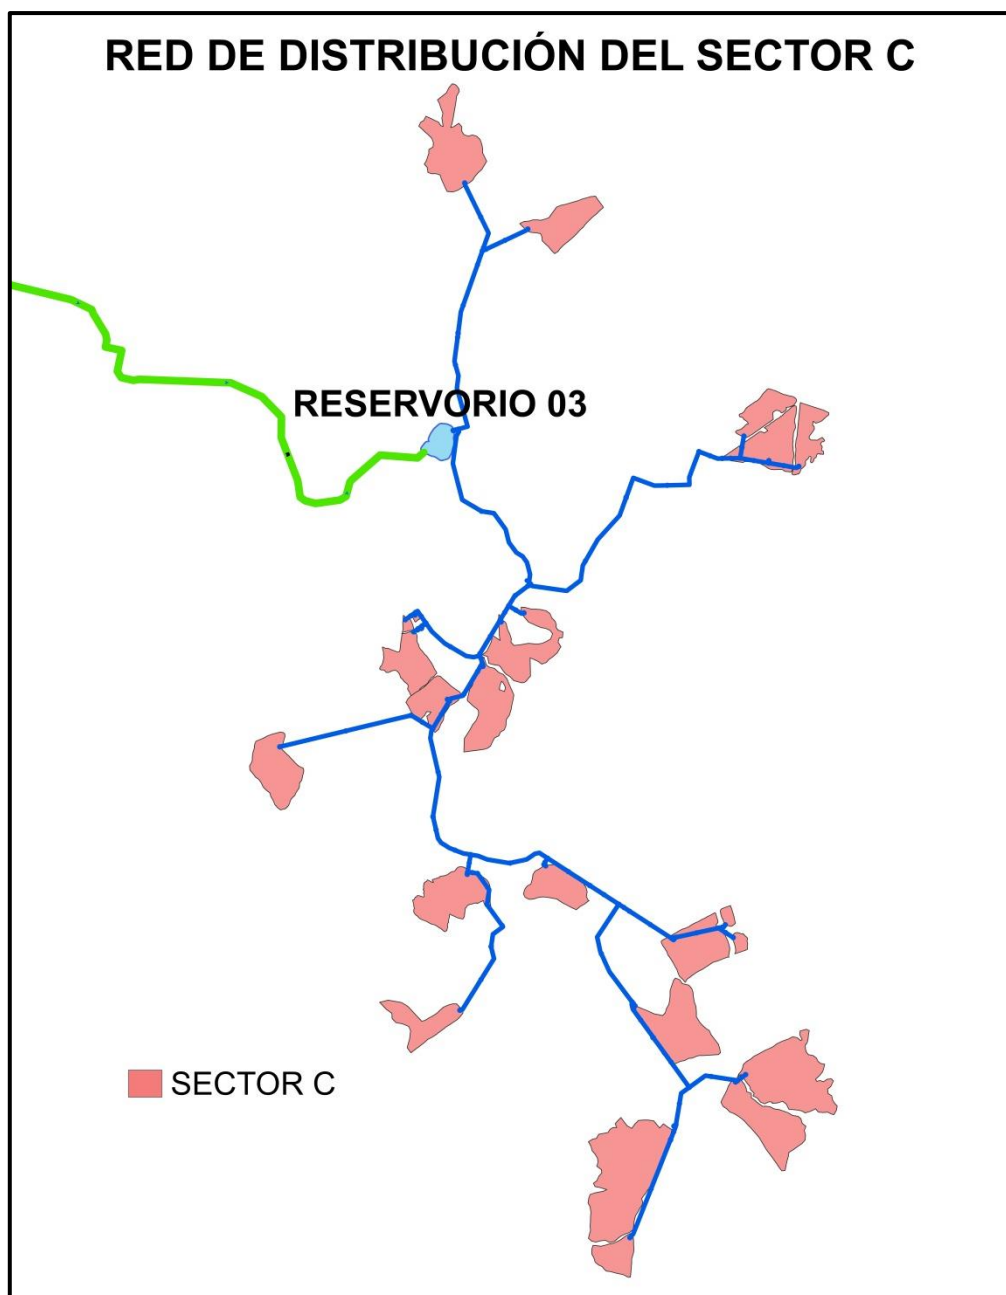 RED DE DISTRIBUCIÓN DEL SECTOR C
RESERVORIO 03
SECTOR C